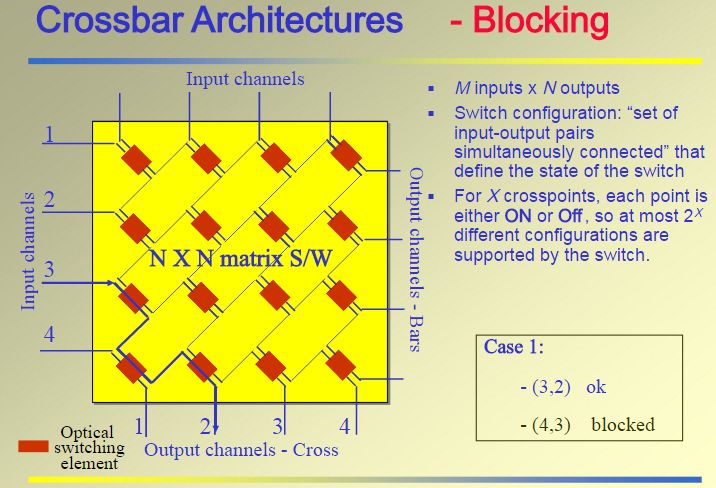 Crossbar Architectures - Blocking
Input channels
Input channels
1
2
3
4
N X N matrix S/W
Output channels - Bars
1 2 3 4
Output channels - Cross
Optical
switching
element
M inputs x N outputs
Switch configuration: “set of
input-output pairs
simultaneously connected” that
define the state of the switch
For X crosspoints, each point is
either ON or Off, so at most 2^X
different configurations are
supported by the switch.
Case 1:
- (3,2) ok
- (4,3) blocked